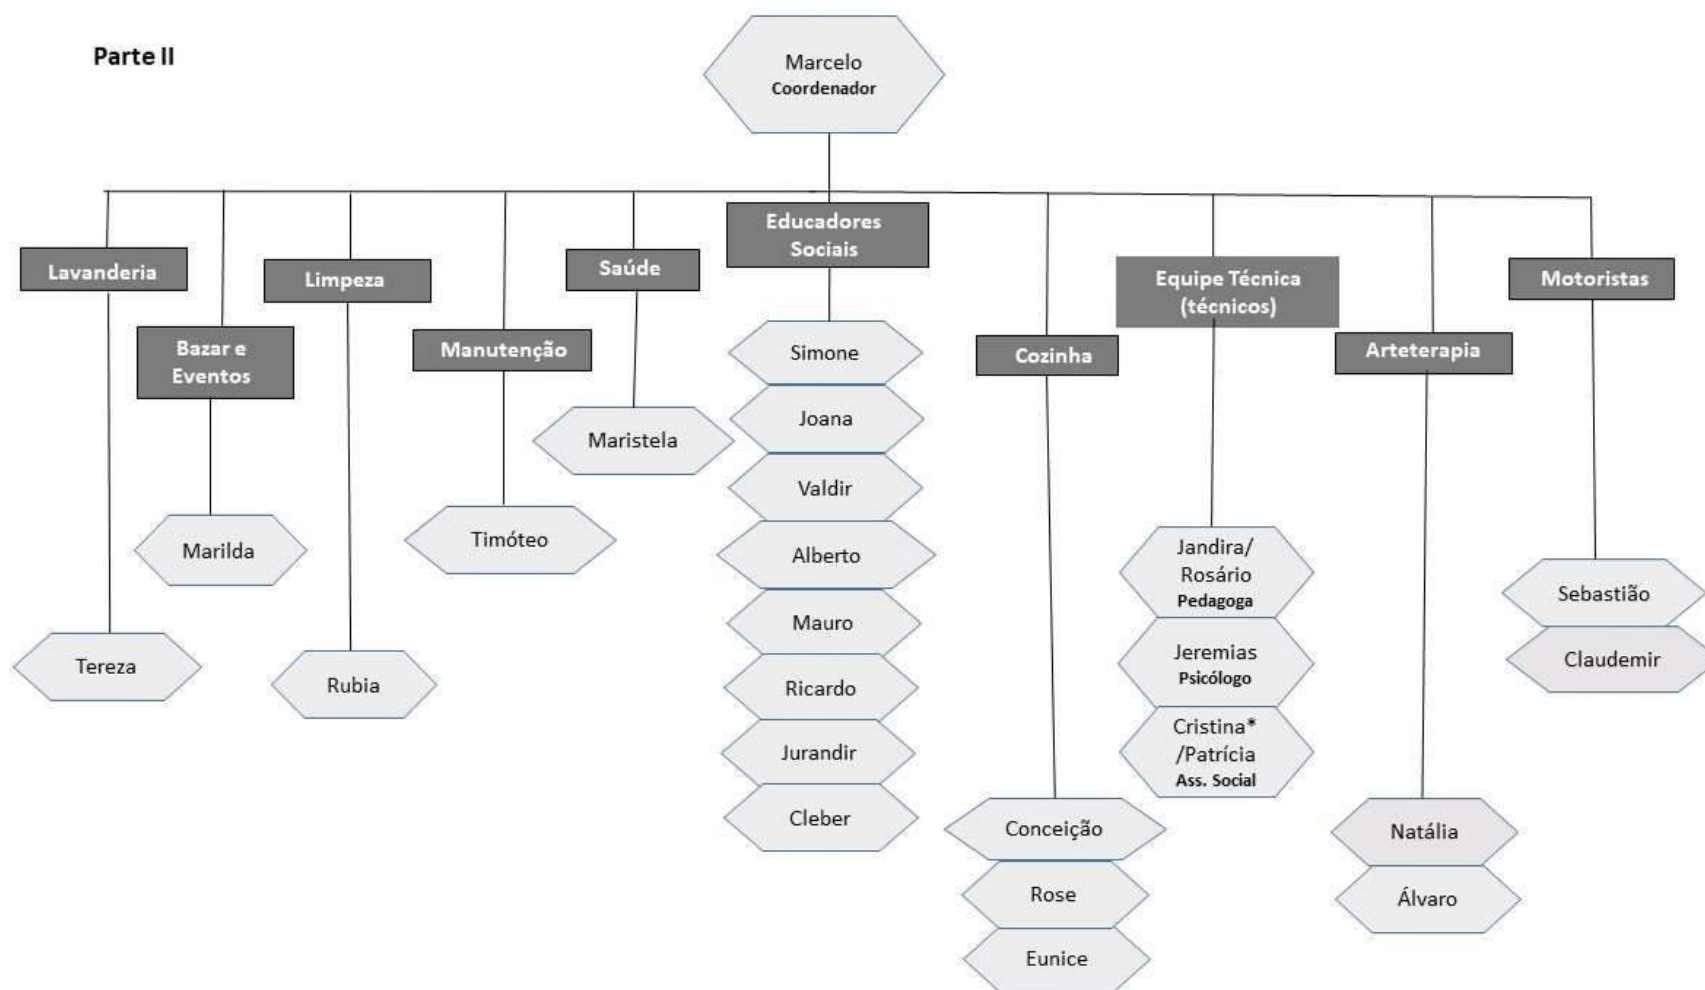 Parte II
Marcelo
Coordenador
Lavanderia
Bazar e
Eventos
Limpeza
Manutenção
Saúde
Educadores
Sociais
Cozinha
Equipe Técnica
(técnicos)
Arteterapia
Motoristas
Tereza
Marilda
Rubia
Timóteo
Maristela
Simone
Joana
Valdir
Alberto
Mauro
Ricardo
Jurandir
Cleber
Conceição
Rose
Eunice
Jandira/
Rosário
Pedagoga
Jeremias
Psicólogo
Cristina*
/Patrícia
Ass. Social
Natália
Álvaro
Sebastião
Claudemir